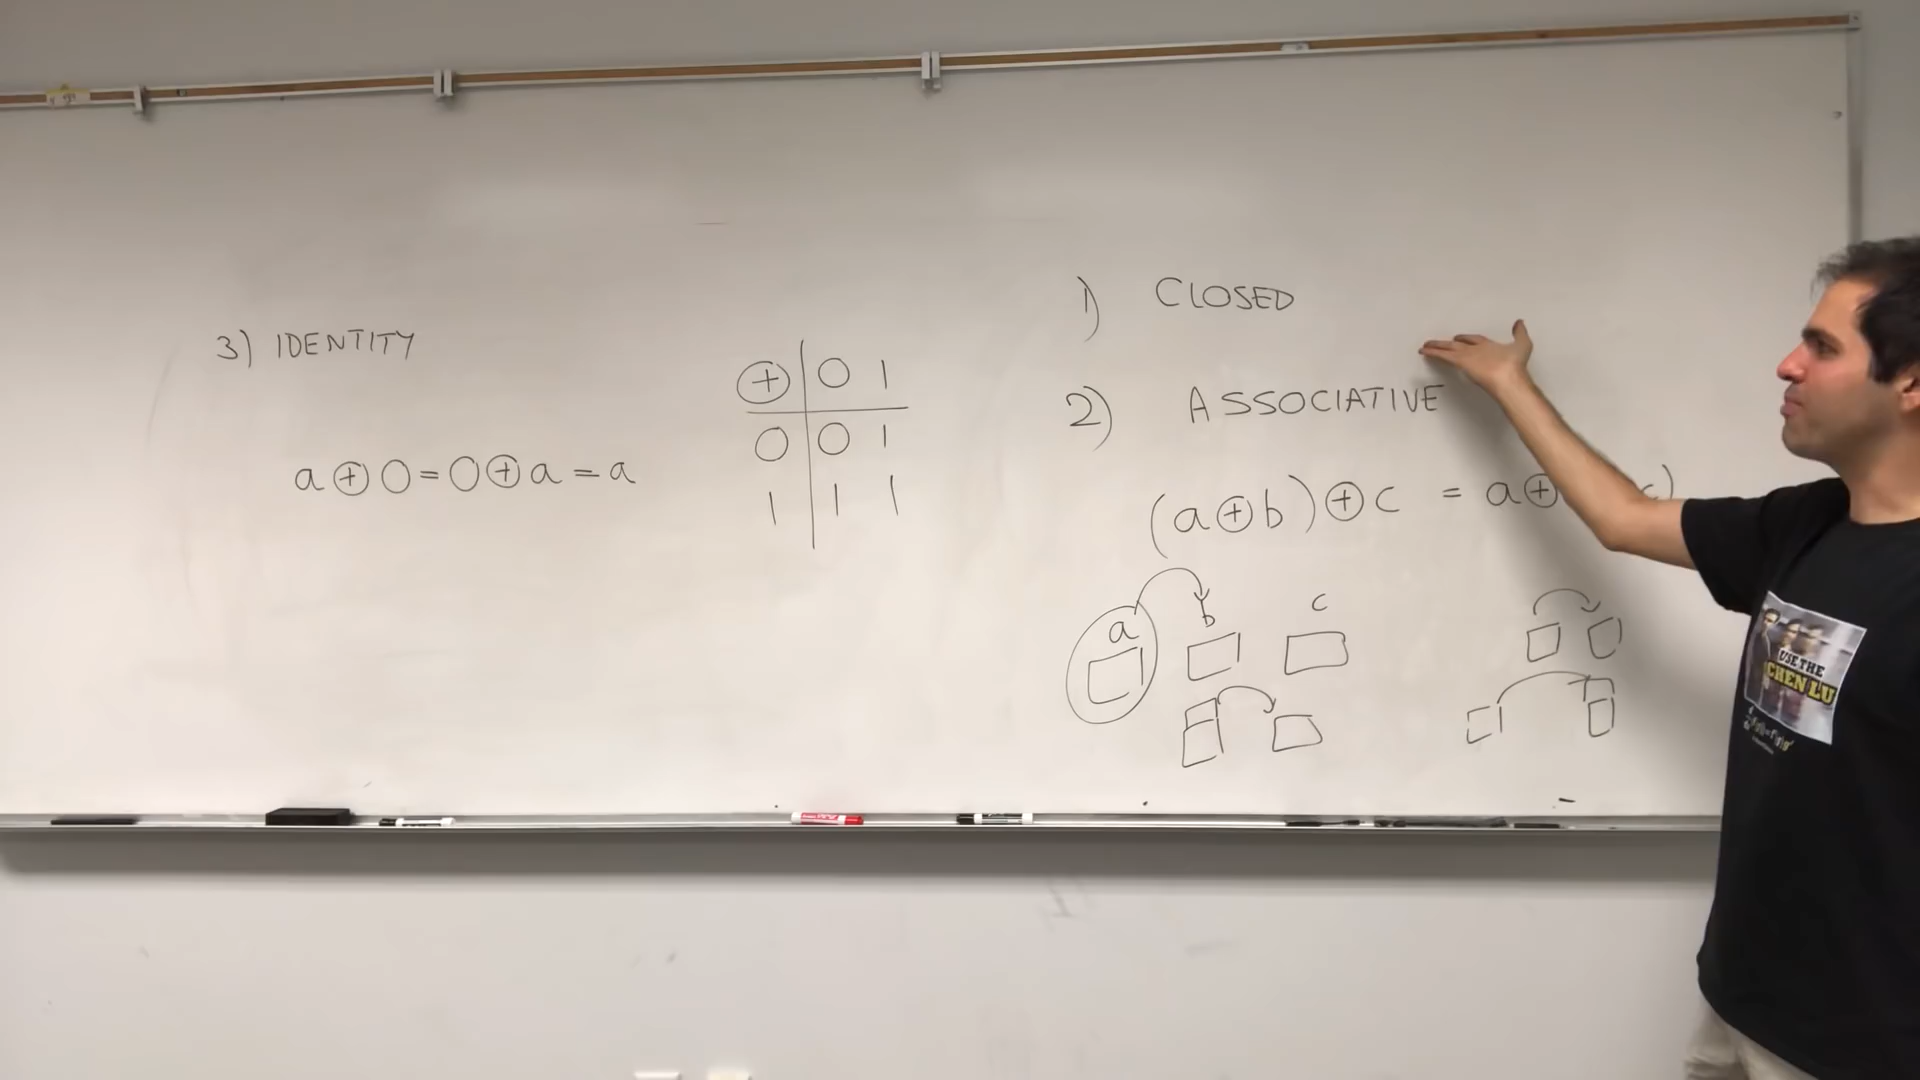 3) IDENTITY
a ⊕ 0 = 0 ⊕ a = a
⊕ 0 1
0 0 1
1 1 1
1) CLOSED
2) ASSOCIATIVE
(a ⊕ b) ⊕ c = a ⊕ c)
a b c
USE THE
CHEN LU